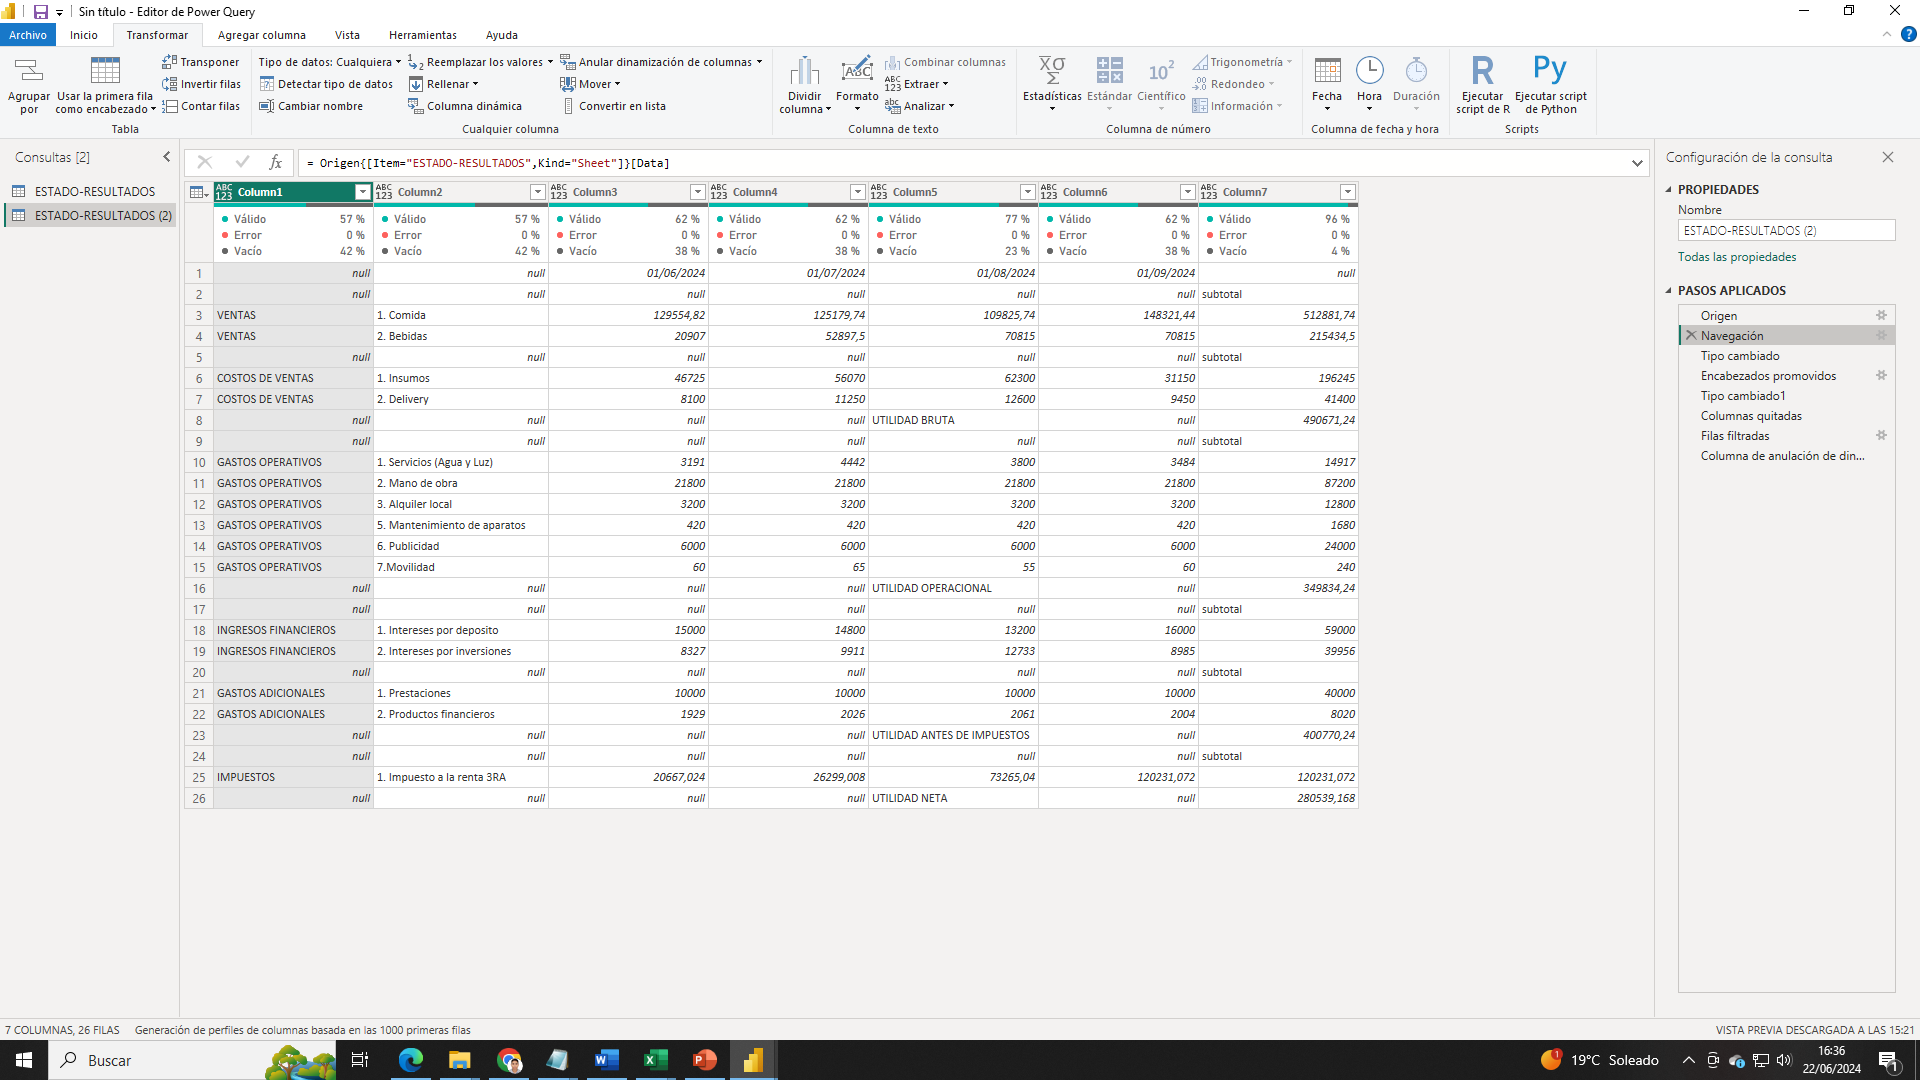 Sin título - Editor de Power Query
Archivo Inicio Transformar Agregar columna Vista Herramientas Ayuda
Agrupar por
Usar la primera fila como encabezado
Transponer
Invertir filas
Contar filas
Tabla
Tipo de datos: Cualquiera
Detectar tipo de datos
Cambiar nombre
Reemplazar los valores
Rellenar
Columna dinámica
Anular dinamización de columnas
Mover
Convertir en lista
Cualquier columna
Dividir columna
Formato
Combinar columnas
Extraer
Analizar
Columna de texto
Estadísticas
Estándar
Científico
Trigonometría
Redondeo
Información
Columna de número
Fecha
Hora
Duración
Columna de fecha y hora
Ejecutar script de R
Ejecutar script de Python
Scripts
Consultas [2]
ESTADO-RESULTADOS
ESTADO-RESULTADOS (2)
= Origen{[Item="ESTADO-RESULTADOS",Kind="Sheet"]}[Data]
ABC 123 Column1 ABC 123 Column2 ABC 123 Column3 ABC 123 Column4 ABC 123 Column5 ABC 123 Column6 ABC 123 Column7
Válido 57 % Válido 57 % Válido 62 % Válido 62 % Válido 77 % Válido 62 % Válido 96 %
Error 0 % Error 0 % Error 0 % Error 0 % Error 0 % Error 0 % Error 0 %
Vacío 42 % Vacío 42 % Vacío 38 % Vacío 38 % Vacío 23 % Vacío 38 % Vacío 4 %
1 null null 01/06/2024 01/07/2024 01/08/2024 01/09/2024 null
2 null null null null null null subtotal
3 VENTAS 1. Comida 129554,82 125179,74 109825,74 148321,44 512881,74
4 VENTAS 2. Bebidas 20907 52897,5 70815 70815 215434,5
5 null null null null null null subtotal
6 COSTOS DE VENTAS 1. Insumos 46725 56070 62300 31150 196245
7 COSTOS DE VENTAS 2. Delivery 8100 11250 12600 9450 41400
8 null null null null UTILIDAD BRUTA null 490671,24
9 null null null null null null subtotal
10 GASTOS OPERATIVOS 1. Servicios (Agua y Luz) 3191 4442 3800 3484 14917
11 GASTOS OPERATIVOS 2. Mano de obra 21800 21800 21800 21800 87200
12 GASTOS OPERATIVOS 3. Alquiler local 3200 3200 3200 3200 12800
13 GASTOS OPERATIVOS 5. Mantenimiento de aparatos 420 420 420 420 1680
14 GASTOS OPERATIVOS 6. Publicidad 6000 6000 6000 6000 24000
15 GASTOS OPERATIVOS 7.Movilidad 60 65 55 60 240
16 null null null null UTILIDAD OPERACIONAL null 349834,24
17 null null null null null null subtotal
18 INGRESOS FINANCIEROS 1. Intereses por deposito 15000 14800 13200 16000 59000
19 INGRESOS FINANCIEROS 2. Intereses por inversiones 8327 9911 12733 8985 39956
20 null null null null null null subtotal
21 GASTOS ADICIONALES 1. Prestaciones 10000 10000 10000 10000 40000
22 GASTOS ADICIONALES 2. Productos financieros 1929 2026 2061 2004 8020
23 null null null null UTILIDAD ANTES DE IMPUESTOS null 400770,24
24 null null null null null null subtotal
25 IMPUESTOS 1. Impuesto a la renta 3RA 20667,024 26299,008 73265,04 120231,072 120231,072
26 null null null null UTILIDAD NETA null 280539,168
Configuración de la consulta
PROPIEDADES
Nombre
ESTADO-RESULTADOS (2)
Todas las propiedades
PASOS APLICADOS
Origen
Navegación
Tipo cambiado
Encabezados promovidos
Tipo cambiado1
Columnas quitadas
Filas filtradas
Columna de anulación de din...
7 COLUMNAS, 26 FILAS Generación de perfiles de columnas basada en las 1000 primeras filas
VISTA PREVIA DESCARGADA A LAS 15:21
Buscar
19°C Soleado
16:36
22/06/2024